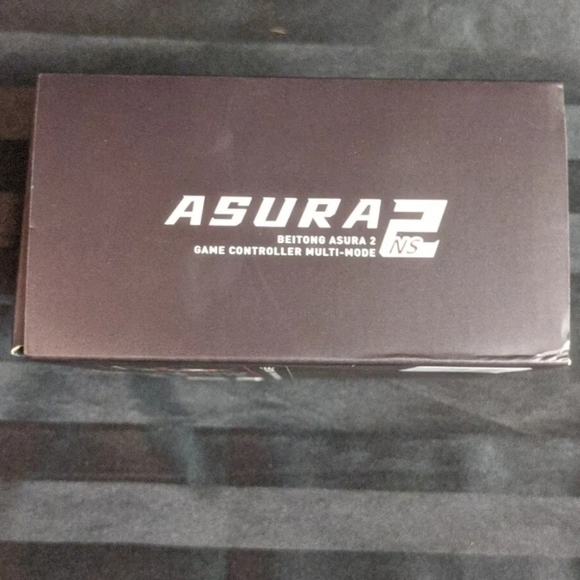 ASURA 2 NS
BEITONG ASURA 2
GAME CONTROLLER MULTI-MODE